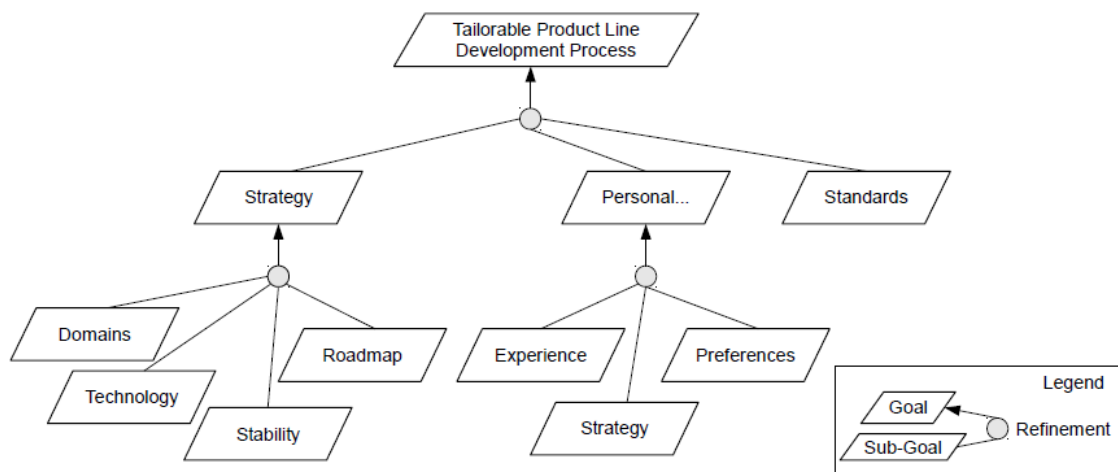 Tailorable Product Line
Development Process
Strategy
Personal...
Standards
Domains
Roadmap
Experience
Preferences
Technology
Stability
Strategy
Legend
Goal
Refinement
Sub-Goal